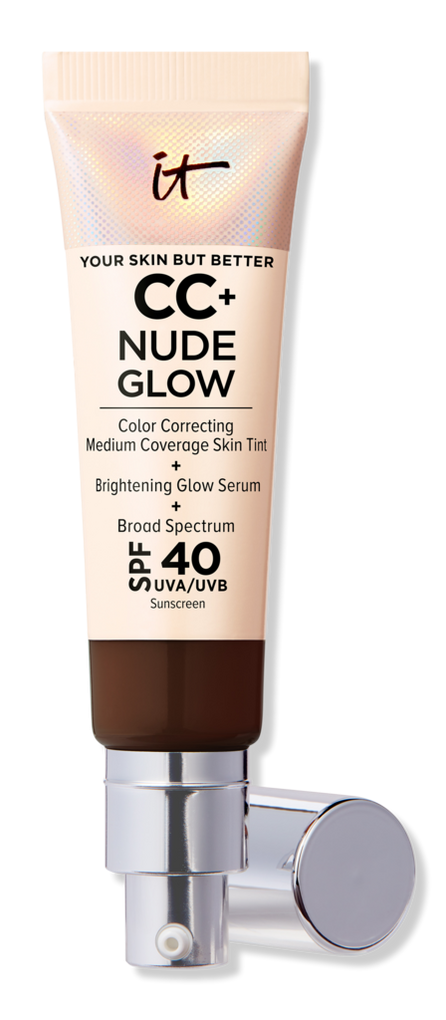 it
YOUR SKIN BUT BETTER
CC+
NUDE
GLOW
Color Correcting
Medium Coverage Skin Tint
+
Brightening Glow Serum
+
Broad Spectrum
SPF 40
UVA/UVB
Sunscreen